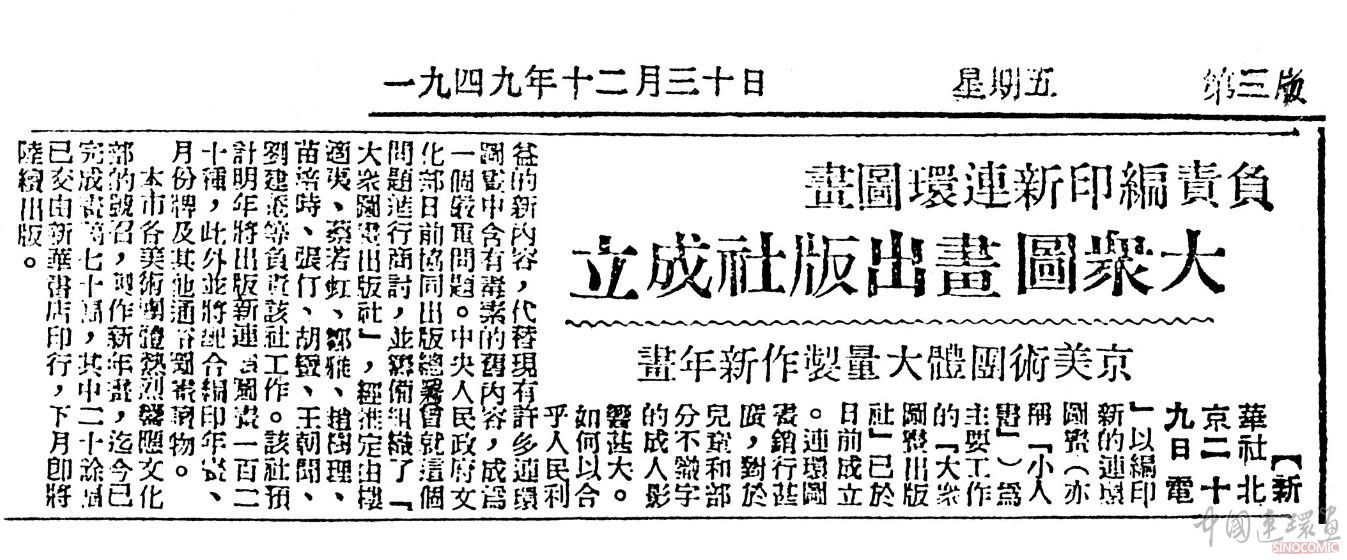 一九四九年十二月三十日 星期五 第三版
負責編印新連環圖畫
大衆圖畫出版社成立
京美術團體大量製作新年畫
【新
華社北
京二十
九日電
」以編印
新的連環
圖畫（亦
稱「小人
書」）爲
主要工作
的「大衆
圖畫出版
社」已於
日前成立
。連環圖
畫銷行甚
廣，對於
兒童和部
分不識字
的成人影
響甚大。
如何以合
乎人民利
益的新內容，代替現有許多連環
圖畫中含有毒素的舊內容，成爲
一個嚴重問題。中央人民政府文
化部日前協同出版總署曾就這個
問題進行商討，並籌備組織了「
大衆圖畫出版社」，經推定由樓
適夷、蔡若虹、鄭雅、趙樹理、
苗培時、張仃、胡蠻、王朝聞、
劉建菴等負責該社工作。該社預
計明年將出版新連環圖畫一百二
十種，此外並將配合編印年畫、
月份牌及其他通俗圖畫讀物。
本市各美術團體熱烈響應文化
部的號召，製作新年畫，迄今已
完成畫稿七十幅，其中二十餘幅
已交由新華書店印行，下月卽將
陸續出版。
中國連環畫
SINOCOMIC